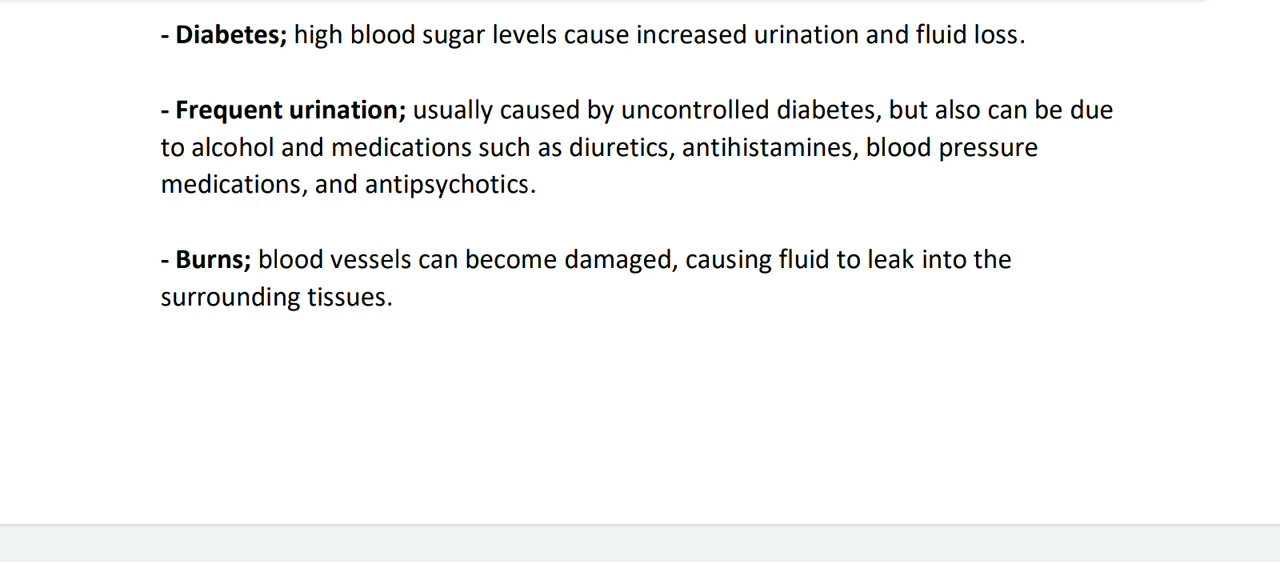 - Diabetes; high blood sugar levels cause increased urination and fluid loss.
- Frequent urination; usually caused by uncontrolled diabetes, but also can be due
to alcohol and medications such as diuretics, antihistamines, blood pressure
medications, and antipsychotics.
- Burns; blood vessels can become damaged, causing fluid to leak into the
surrounding tissues.